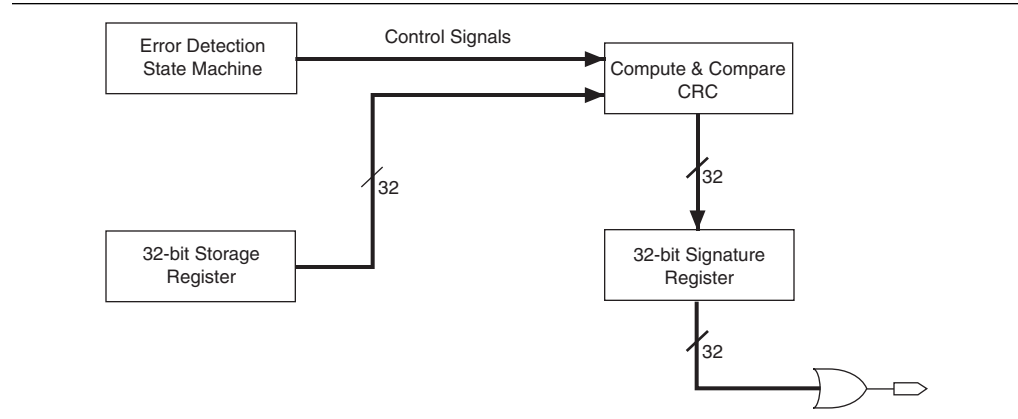 Error Detection
State Machine
Control Signals
Compute & Compare
CRC
32
32
32-bit Storage
Register
32-bit Signature
Register
32